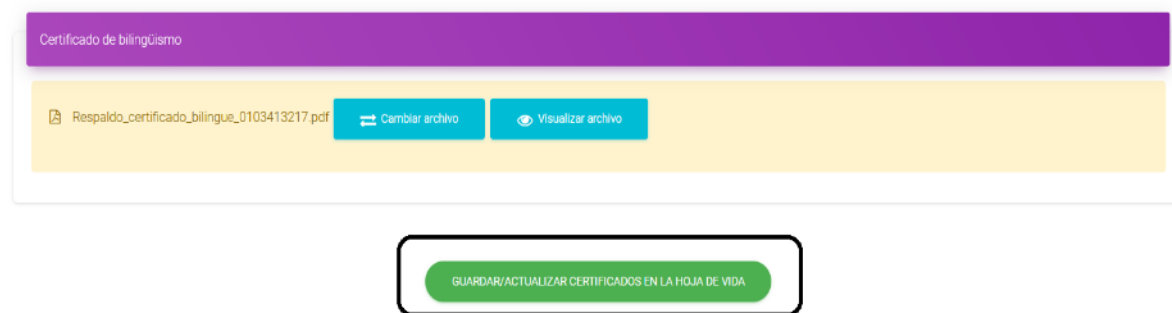 Certificado de bilingüismo
Respaldo_certificado_bilingue_0103413217.pdf Cambiar archivo Visualizar archivo
GUARDAR/ACTUALIZAR CERTIFICADOS EN LA HOJA DE VIDA